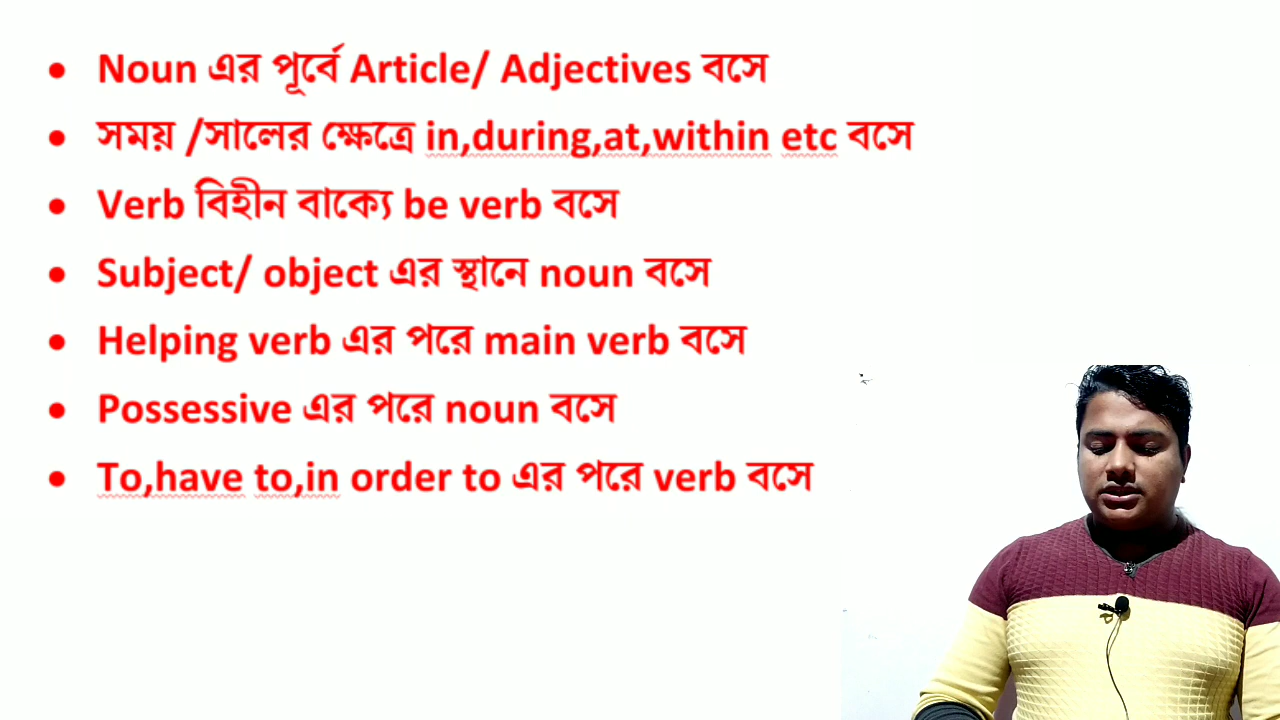 • Noun এর পূর্বে Article/ Adjectives বসে
• সময় /সালের ক্ষেত্রে in,during,at,within etc বসে
• Verb বিহীন বাক্যে be verb বসে
• Subject/ object এর স্থানে noun বসে
• Helping verb এর পরে main verb বসে
• Possessive এর পরে noun বসে
• To,have to,in order to এর পরে verb বসে